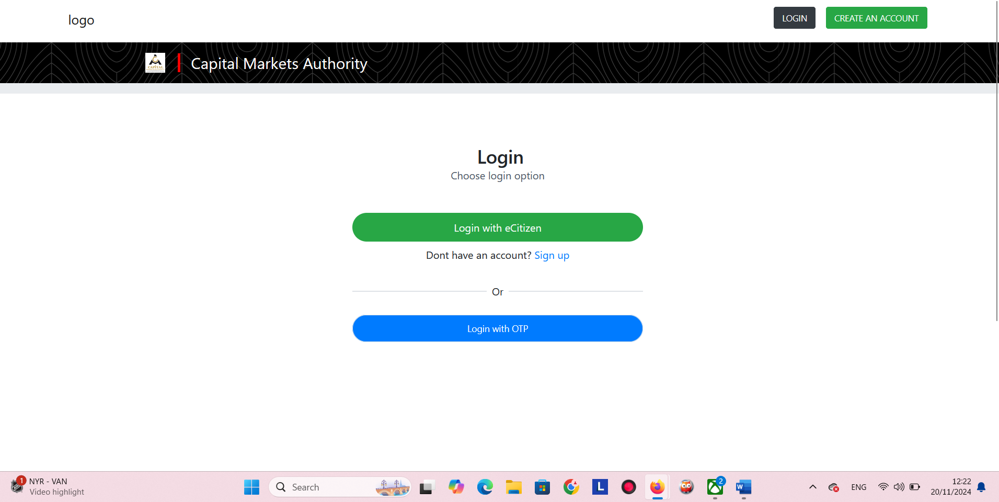 logo
LOGIN
CREATE AN ACCOUNT
CAPITAL
Capital Markets Authority
Login
Choose login option
Login with eCitizen
Dont have an account? Sign up
Or
Login with OTP
1
NYR - VAN
Video highlight
Search
L
2
W
ENG
12:22
20/11/2024